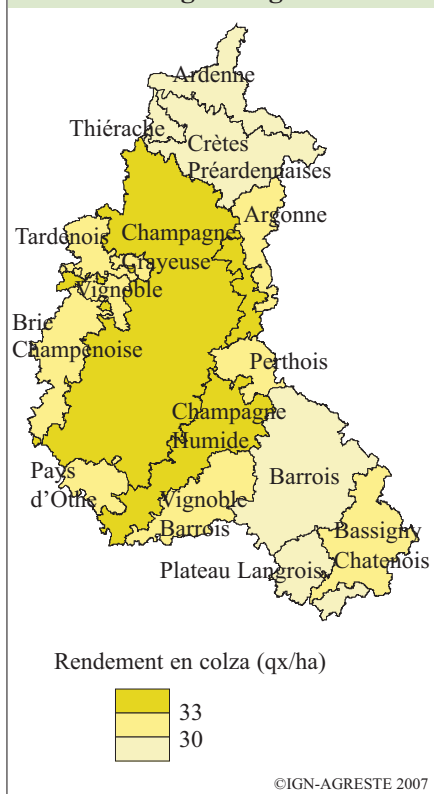 Ardenne
Thiérache
Crètes
Préardennaises
Argonne
Tardenois
Champagne
Crayeuse
Vignoble
Brie
Champenoise
Perthois
Champagne
Humide
Barrois
Pays
d'Othe
Vignoble
Barrois
Bassigny
Chatenois
Plateau Langrois
Rendement en colza (qx/ha)
33
30
©IGN-AGRESTE 2007